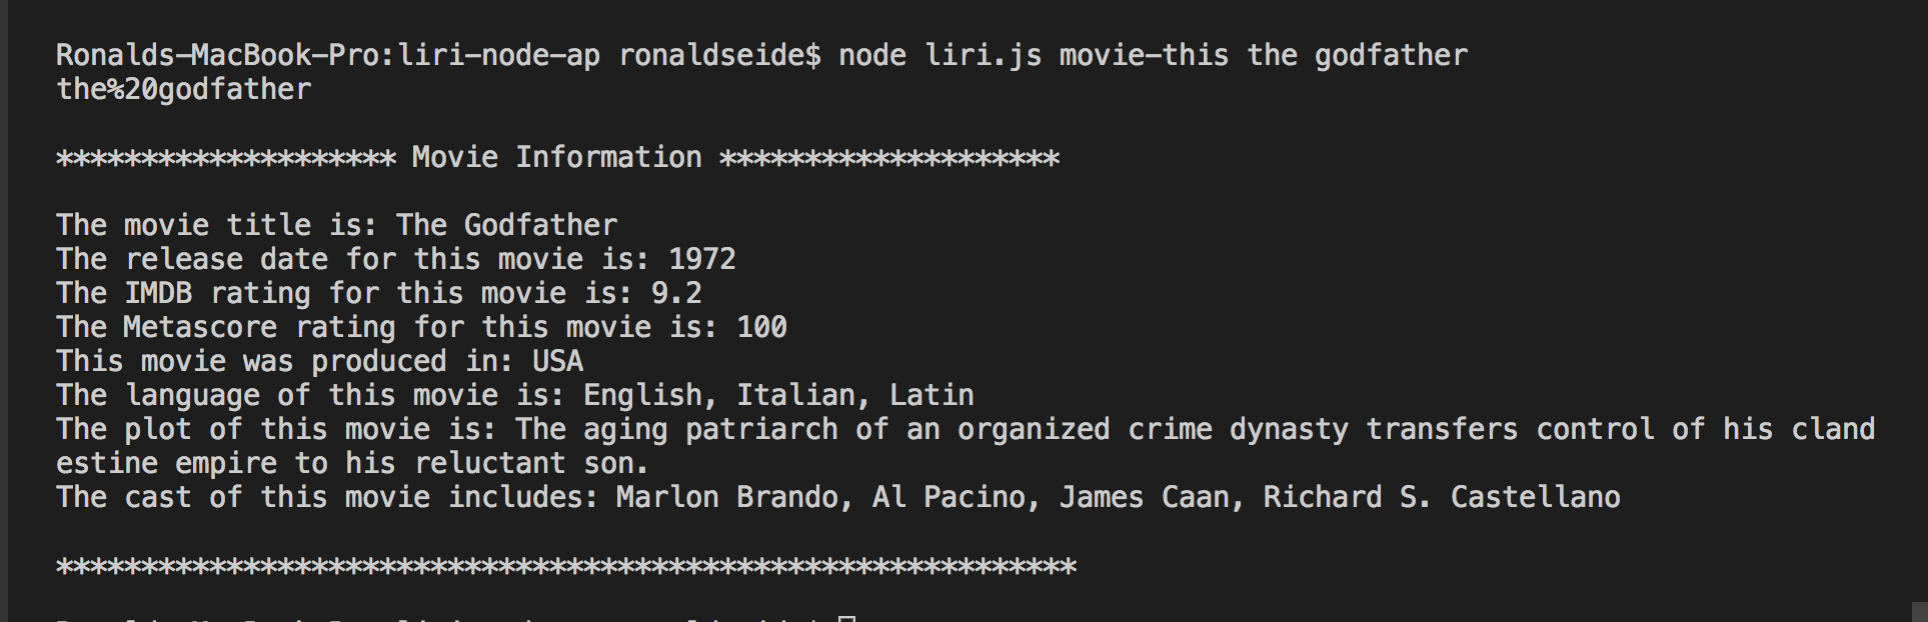 Ronalds-MacBook-Pro:liri-node-ap ronaldseide$ node liri.js movie-this the godfather
the%20godfather
******************** Movie Information ********************
The movie title is: The Godfather
The release date for this movie is: 1972
The IMDB rating for this movie is: 9.2
The Metascore rating for this movie is: 100
This movie was produced in: USA
The language of this movie is: English, Italian, Latin
The plot of this movie is: The aging patriarch of an organized crime dynasty transfers control of his cland
estine empire to his reluctant son.
The cast of this movie includes: Marlon Brando, Al Pacino, James Caan, Richard S. Castellano
************************************************************